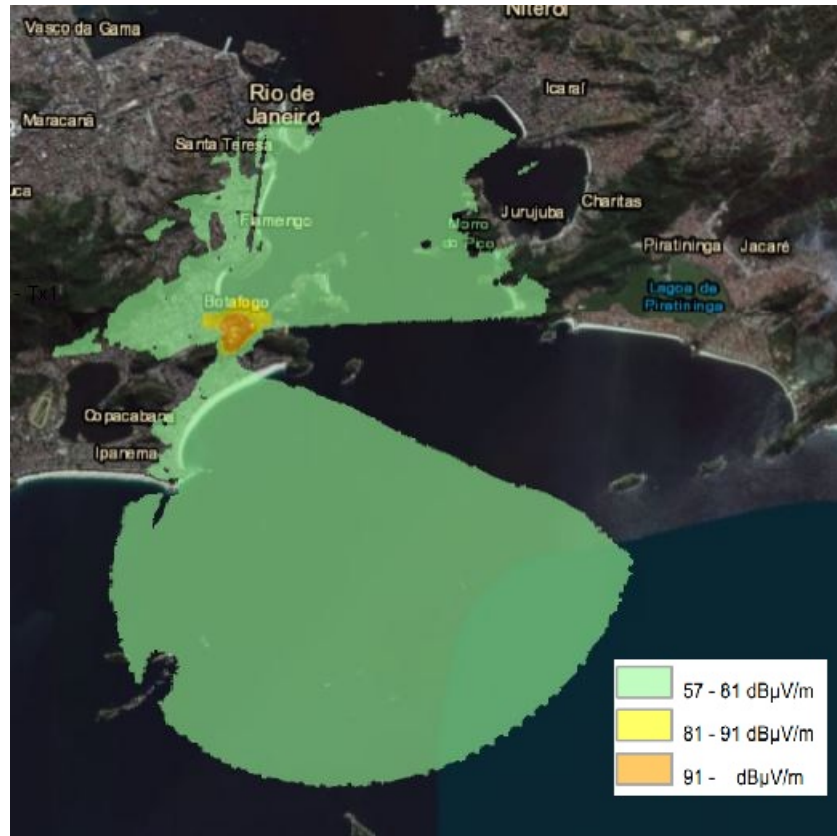 Vasco da Gama
Niterói
Icaraí
Rio de
Janeiro
Maracanã
Santa Teresa
uca
Flamengo
Jurujuba
Charitas
Morro
do Pico
Piratininga
Jacaré
- Tx1
Botafogo
Lagoa de
Piratininga
Copacabana
Ipanema
57 - 81 dBµV/m
81 - 91 dBµV/m
91 - dBµV/m